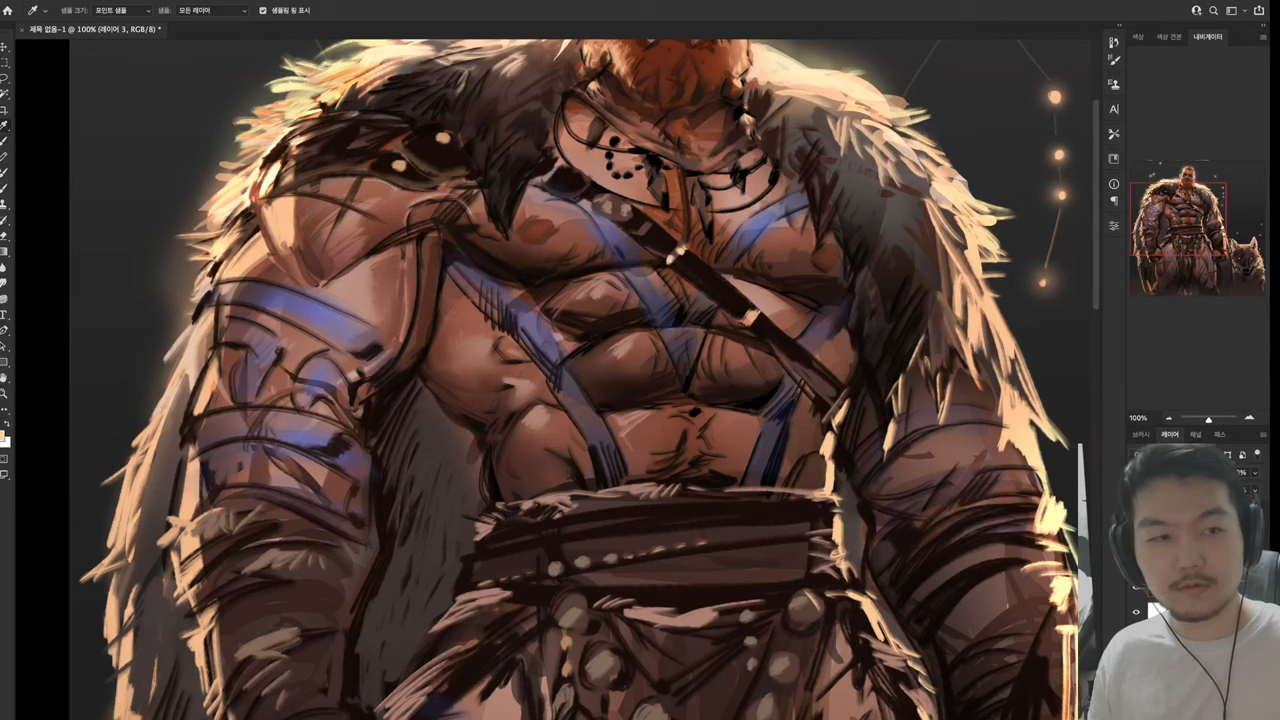 샘플 크기: 포인트 샘플 샘플: 모든 레이어 샘플링 링 표시
× 제목 없음-1 @ 100% (레이어 3, RGB/8) *
색상 색상 견본 내비게이터
100%
브러시 레이어 채널 패스